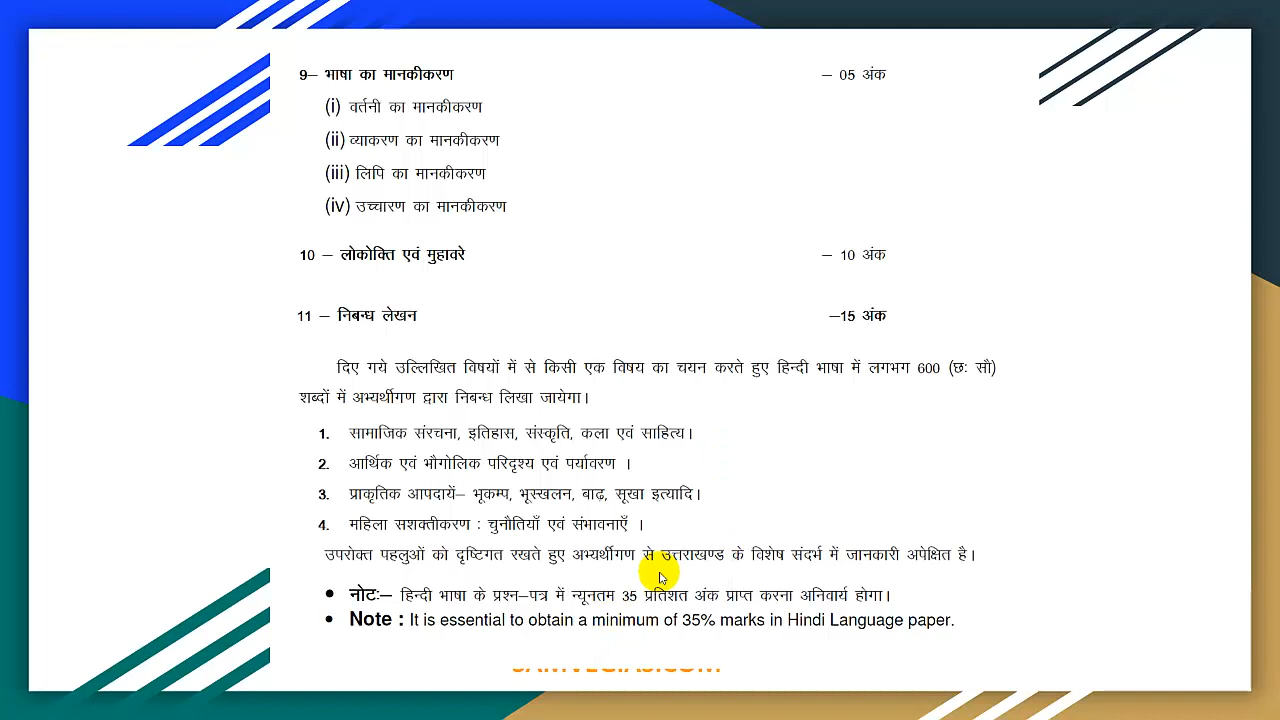 9– भाषा का मानकीकरण – 05 अंक
(i) वर्तनी का मानकीकरण
(ii) व्याकरण का मानकीकरण
(iii) लिपि का मानकीकरण
(iv) उच्चारण का मानकीकरण
10 – लोकोक्ति एवं मुहावरे – 10 अंक
11 – निबन्ध लेखन –15 अंक
दिए गये उल्लिखित विषयों में से किसी एक विषय का चयन करते हुए हिन्दी भाषा में लगभग 600 (छः सौ)
शब्दों में अभ्यर्थीगण द्वारा निबन्ध लिखा जायेगा।
1. सामाजिक संरचना, इतिहास, संस्कृति, कला एवं साहित्य।
2. आर्थिक एवं भौगोलिक परिदृश्य एवं पर्यावरण ।
3. प्राकृतिक आपदायें– भूकम्प, भूस्खलन, बाढ़, सूखा इत्यादि।
4. महिला सशक्तीकरण : चुनौतियाँ एवं संभावनाएँ ।
उपरोक्त पहलुओं को दृष्टिगत रखते हुए अभ्यर्थीगण से उत्तराखण्ड के विशेष संदर्भ में जानकारी अपेक्षित है।
• नोटः– हिन्दी भाषा के प्रश्न–पत्र में न्यूनतम 35 प्रतिशत अंक प्राप्त करना अनिवार्य होगा।
• Note : It is essential to obtain a minimum of 35% marks in Hindi Language paper.